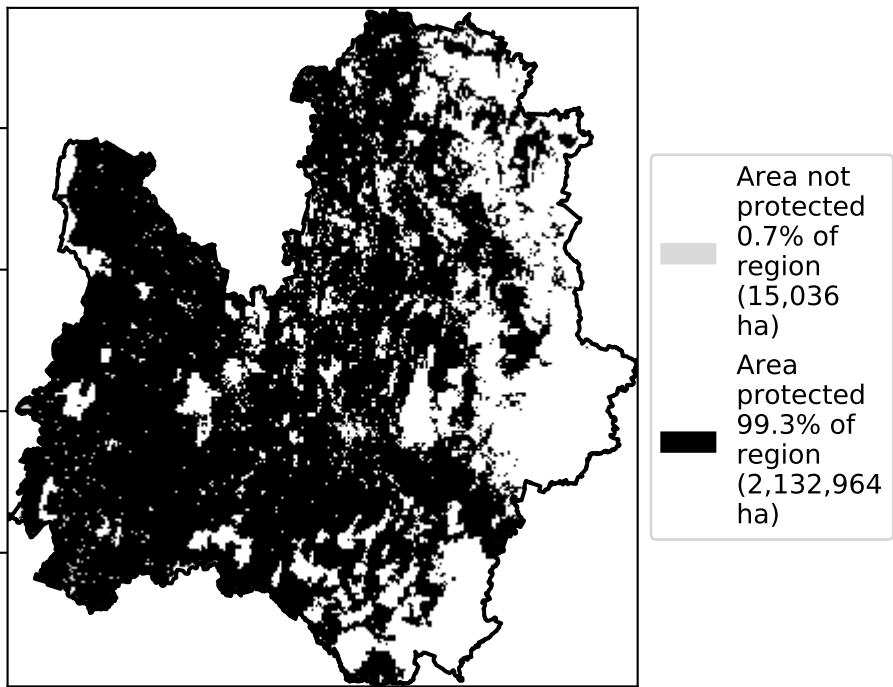 Area not
protected
0.7% of
region
(15,036
ha)
Area
protected
99.3% of
region
(2,132,964
ha)